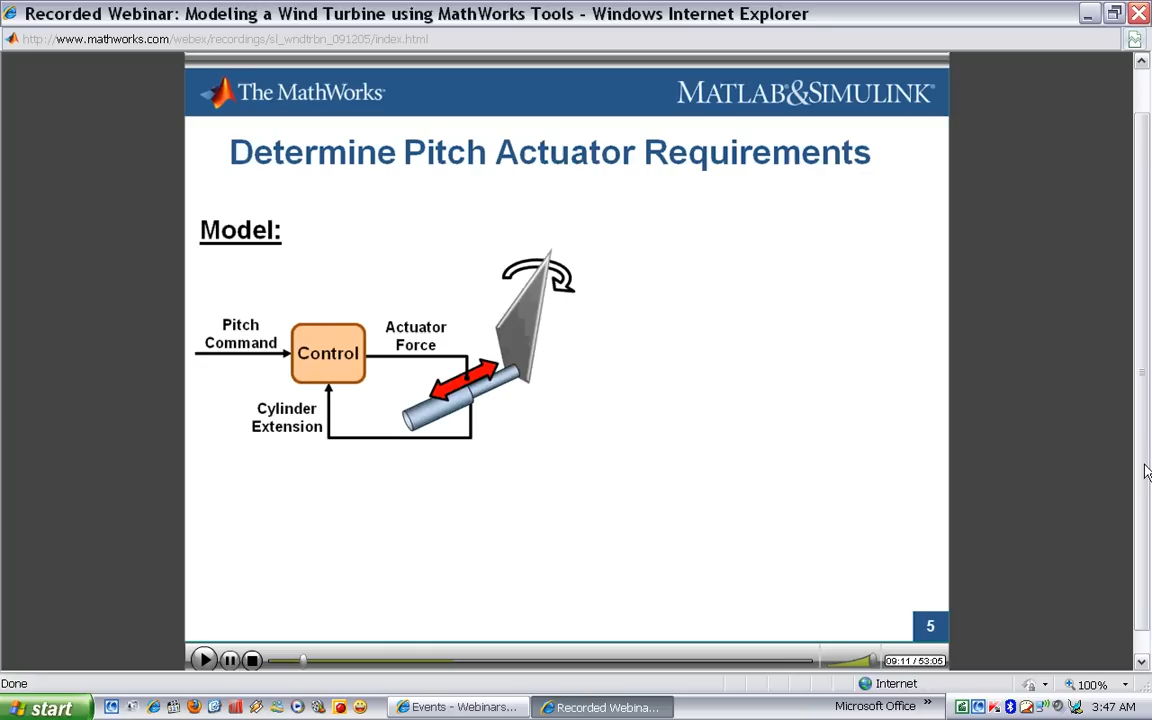 Recorded Webinar: Modeling a Wind Turbine using MathWorks Tools - Windows Internet Explorer
http://www.mathworks.com/webex/recordings/sl_wndtrbn_091205/index.html
The MathWorks
MATLAB&SIMULINK
Determine Pitch Actuator Requirements
Model:
Pitch
Command
Control
Actuator
Force
Cylinder
Extension
5
09:11 / 53:05
Done
Internet
100%
start
Events - Webinars...
Recorded Webina...
Microsoft Office
3:47 AM